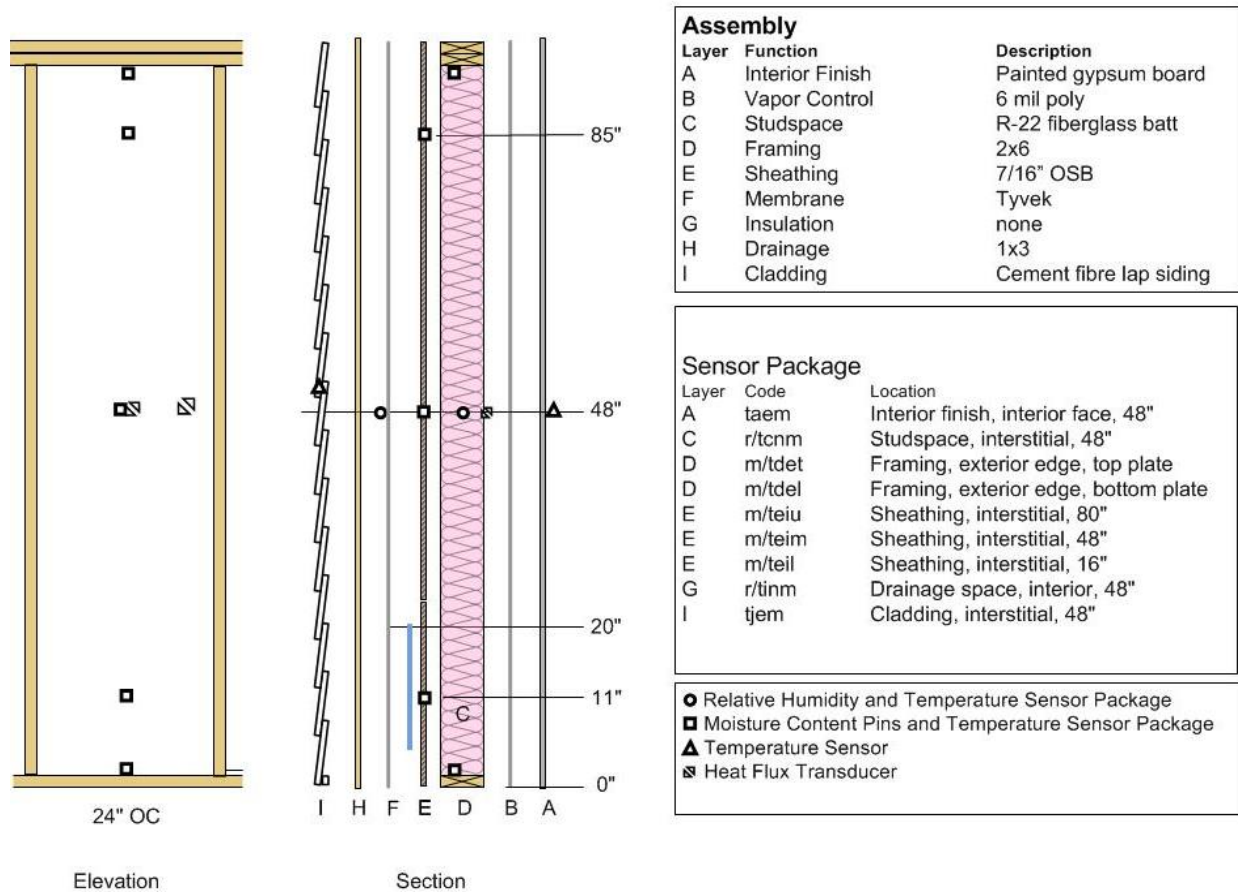 85"
48"
20"
11"
C
0"
I H F E D B A
24" OC
Elevation
Section
Assembly
Layer Function Description
A Interior Finish Painted gypsum board
B Vapor Control 6 mil poly
C Studspace R-22 fiberglass batt
D Framing 2x6
E Sheathing 7/16" OSB
F Membrane Tyvek
G Insulation none
H Drainage 1x3
I Cladding Cement fibre lap siding
Sensor Package
Layer Code Location
A taem Interior finish, interior face, 48"
C r/tcnm Studspace, interstitial, 48"
D m/tdet Framing, exterior edge, top plate
D m/tdel Framing, exterior edge, bottom plate
E m/teiu Sheathing, interstitial, 80"
E m/teim Sheathing, interstitial, 48"
E m/teil Sheathing, interstitial, 16"
G r/tinm Drainage space, interior, 48"
I tjem Cladding, interstitial, 48"
Relative Humidity and Temperature Sensor Package
Moisture Content Pins and Temperature Sensor Package
Temperature Sensor
Heat Flux Transducer